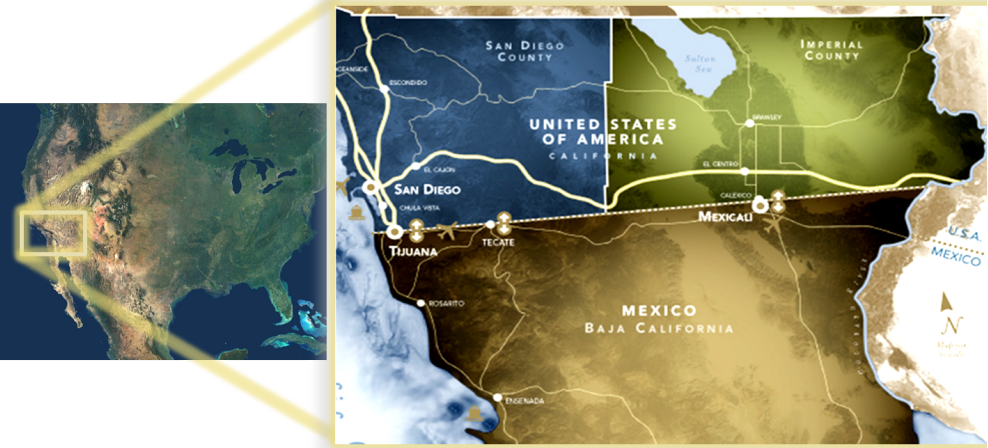 SAN DIEGO
COUNTY
IMPERIAL
COUNTY
Salton
Sea
OCEANSIDE
ESCONDIDO
BRAWLEY
UNITED STATES
OF AMERICA
CALIFORNIA
EL CAJON
EL CENTRO
SAN DIEGO
CALEXICO
CHULA VISTA
MEXICALI
TIJUANA
TECATE
U.S.A.
MEXICO
ROSARITO
MEXICO
BAJA CALIFORNIA
N
ENSENADA